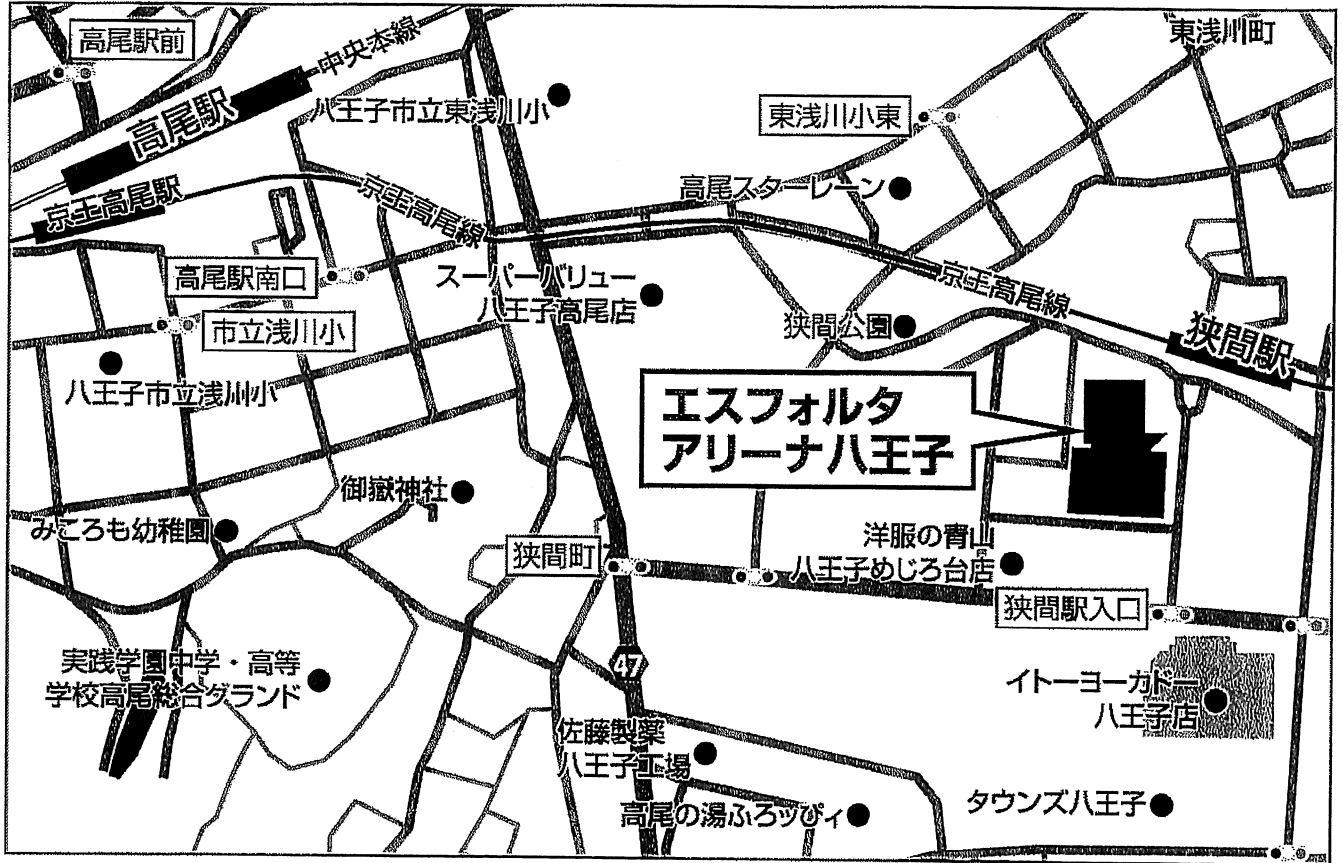 東浅川町
高尾駅前
中央本線
高尾駅
八王子市立東浅川小
東浅川小東
京王高尾駅
京王高尾線
高尾スターレーン
高尾駅南口
スーパーバリュー
八王子高尾店
京王高尾線
市立浅川小
狭間公園
狭間駅
八王子市立浅川小
エスフォルタ
アリーナ八王子
御嶽神社
みころも幼稚園
狭間町
洋服の青山
八王子めじろ台店
狭間駅入口
実践学園中学・高等
学校高尾総合グランド
47
イトーヨーカドー
八王子店
佐藤製薬
八王子工場
高尾の湯ふろッぴィ
タウンズ八王子